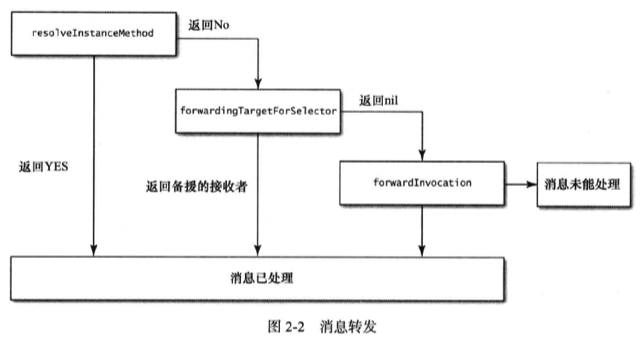 返回No
resolveInstanceMethod
返回nil
forwardingTargetForSelector
返回YES
返回备援的接收者
forwardInvocation
消息未能处理
消息已处理
图 2-2 消息转发